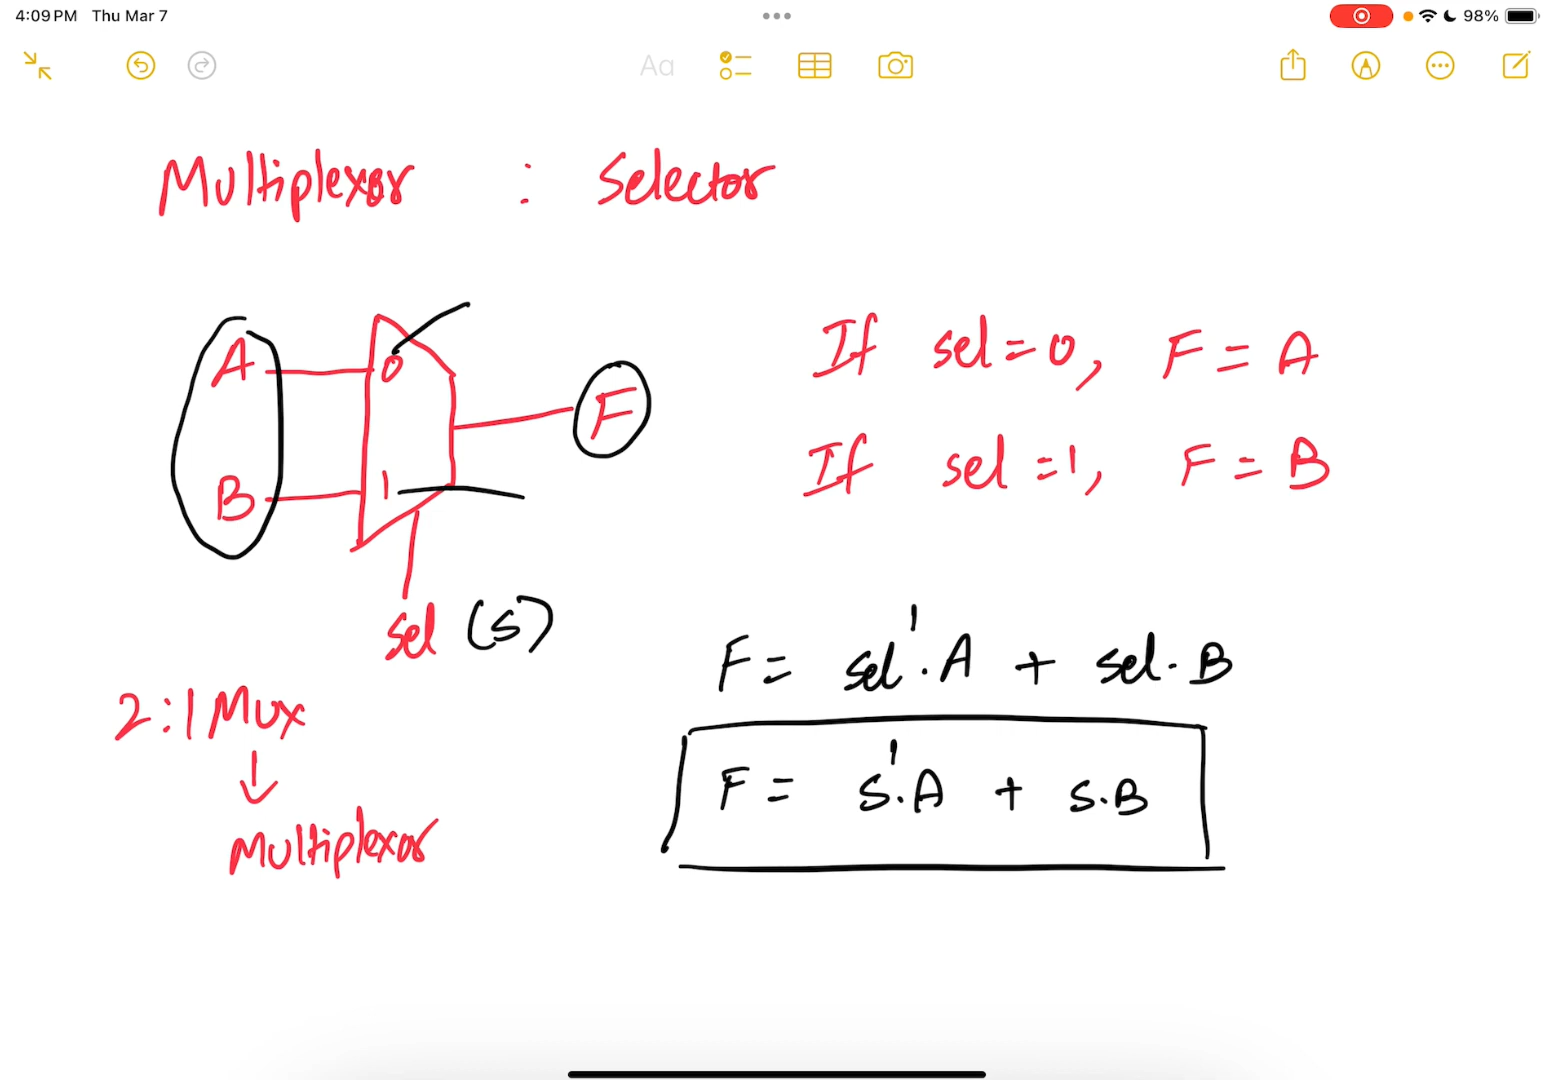 4:09 PM Thu Mar 7
98%
Aa
Multiplexor : Selector
A 0
F
B 1
sel (S)
If sel=0, F = A
If sel=1, F = B
F = sel'.A + sel.B
F = S'.A + S.B
2:1 Mux
↓
Multiplexor